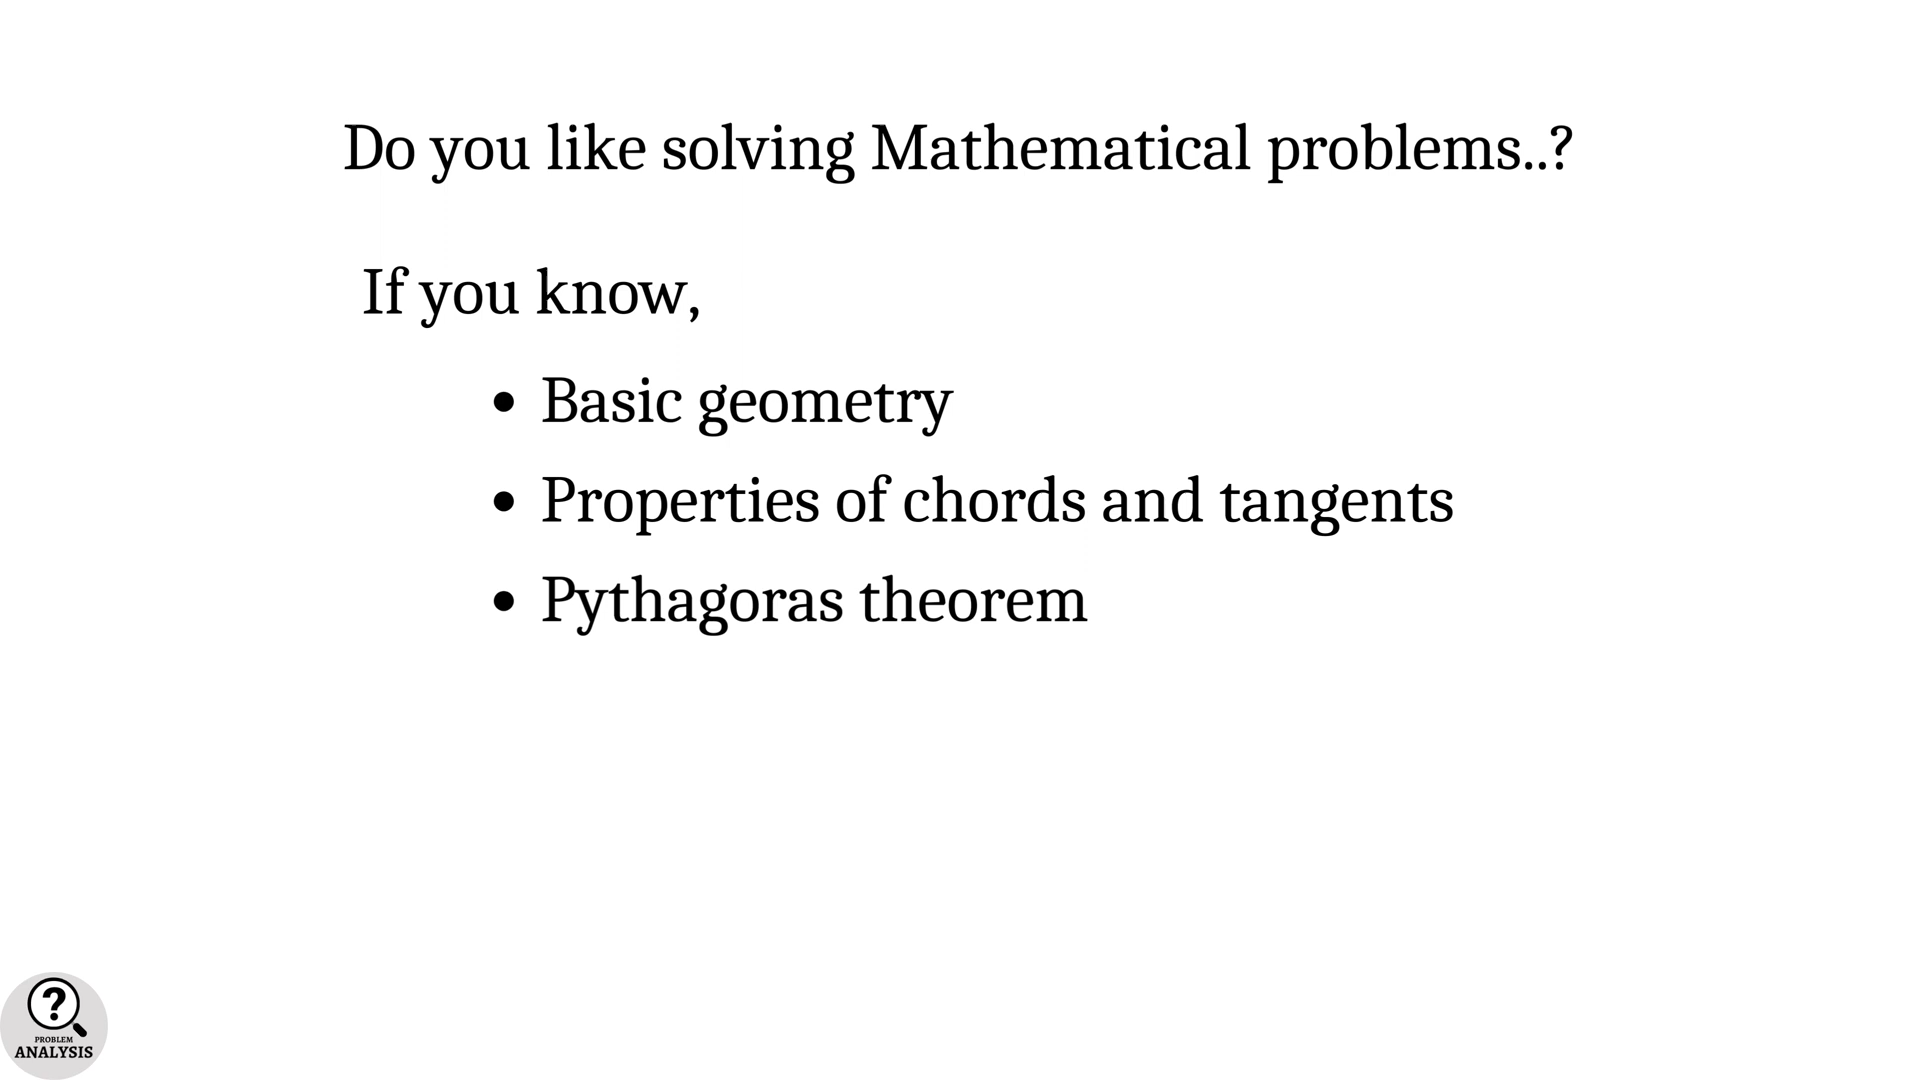 Do you like solving Mathematical problems..?
If you know,
• Basic geometry
• Properties of chords and tangents
• Pythagoras theorem
?
PROBLEM
ANALYSIS